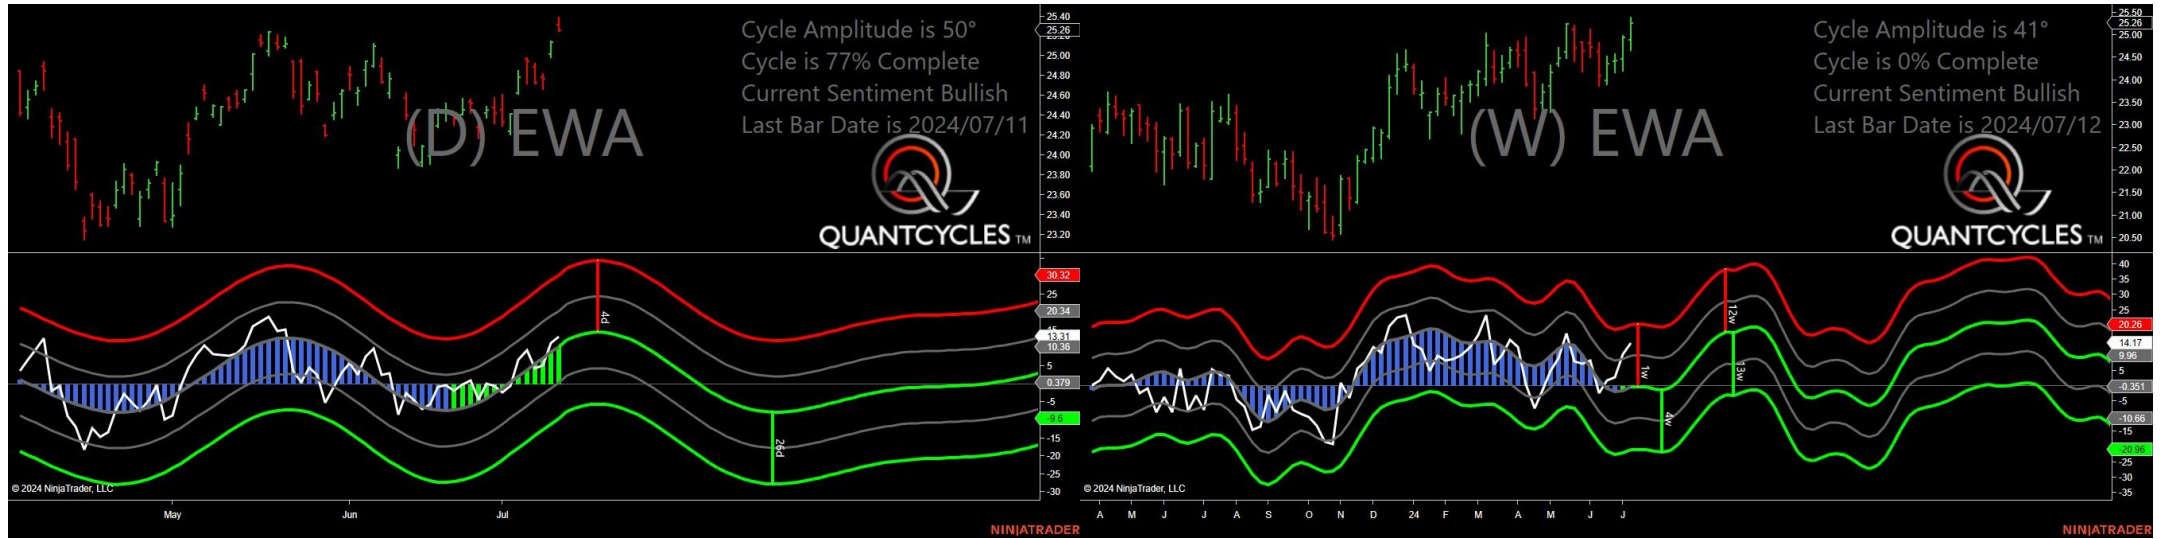 Cycle Amplitude is 50°
Cycle is 77% Complete
Current Sentiment Bullish
Last Bar Date is 2024/07/11
(D) EWA
QUANTCYCLES TM
25.40
25.26
25.00
24.80
24.60
24.40
24.20
24.00
23.80
23.60
23.40
23.20
30.32
25
20.34
13.31
10.36
5
0.379
-5
-9.6
-15
-20
-25
-30
4d
26d
© 2024 NinjaTrader, LLC
May
Jun
Jul
NINJATRADER
Cycle Amplitude is 41°
Cycle is 0% Complete
Current Sentiment Bullish
Last Bar Date is 2024/07/12
(W) EWA
QUANTCYCLES TM
25.50
25.26
25.00
24.50
24.00
23.50
23.00
22.50
22.00
21.50
21.00
20.50
40
35
30
25
20.26
14.17
9.96
5
-0.351
-5
-10.66
-15
-20.96
-25
-30
-35
1w
4w
12w
13w
© 2024 NinjaTrader, LLC
A M J J A S O N D 24 F M A M J J
NINJATRADER